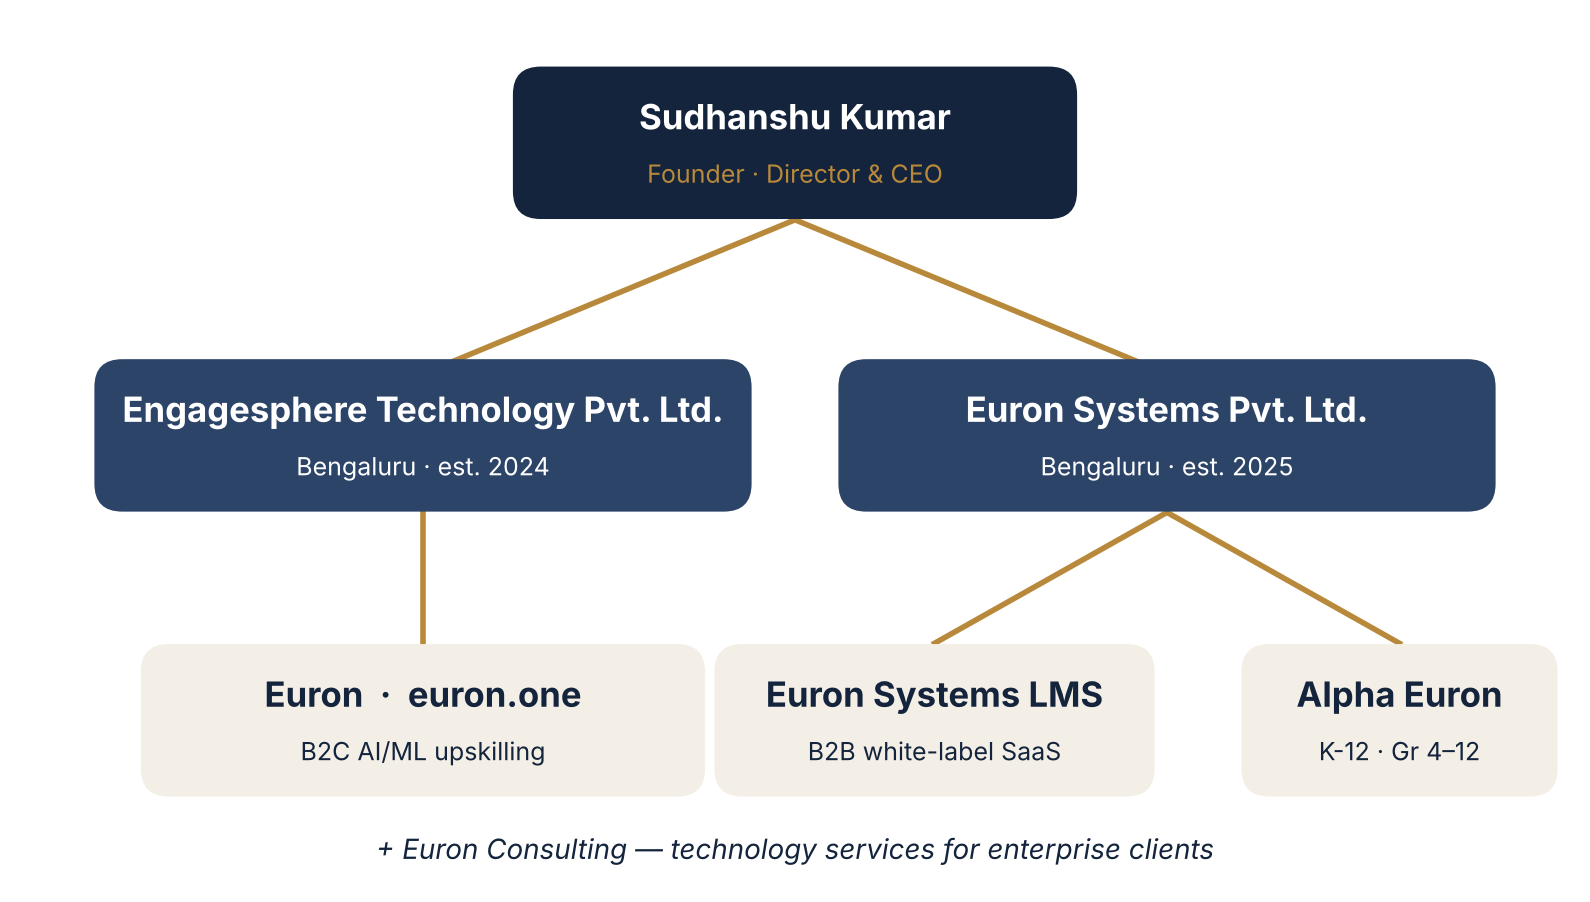 Sudhanshu Kumar
Founder · Director & CEO
Engagesphere Technology Pvt. Ltd.
Bengaluru · est. 2024
Euron Systems Pvt. Ltd.
Bengaluru · est. 2025
Euron · euron.one
B2C AI/ML upskilling
Euron Systems LMS
B2B white-label SaaS
Alpha Euron
K-12 · Gr 4–12
+ Euron Consulting — technology services for enterprise clients